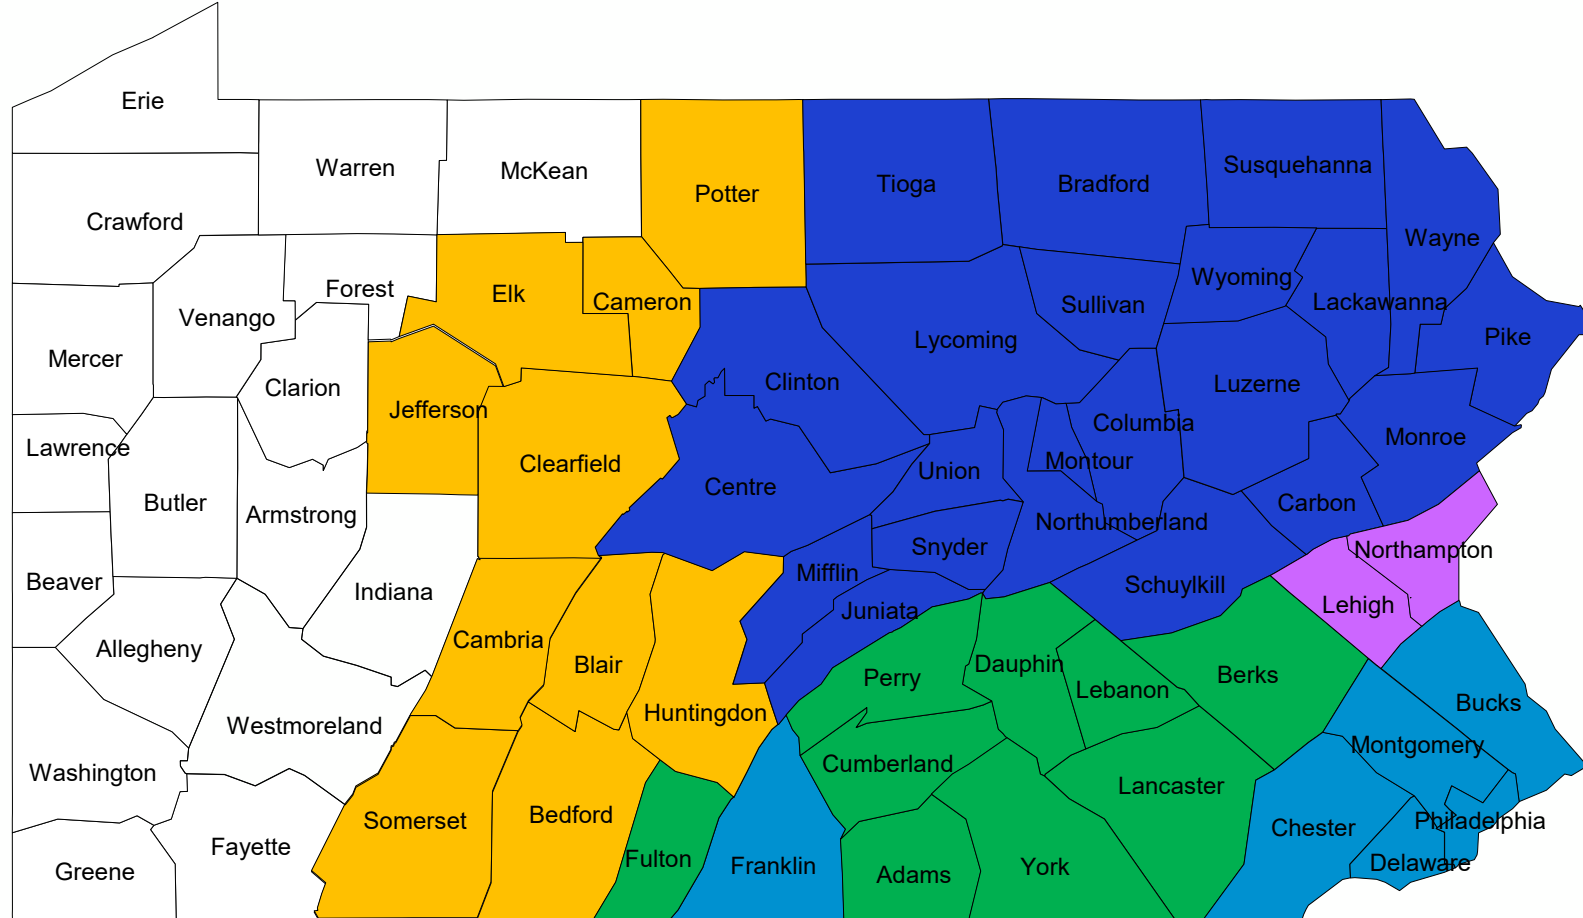 Erie
Warren
McKean
Potter
Tioga
Bradford
Susquehanna
Crawford
Wayne
Forest
Elk
Cameron
Wyoming
Lackawanna
Venango
Sullivan
Mercer
Lycoming
Pike
Clarion
Clinton
Luzerne
Jefferson
Columbia
Monroe
Lawrence
Clearfield
Union
Montour
Butler
Armstrong
Centre
Carbon
Northumberland
Snyder
Northampton
Beaver
Indiana
Mifflin
Juniata
Schuylkill
Lehigh
Allegheny
Cambria
Blair
Perry
Dauphin
Lebanon
Berks
Westmoreland
Huntingdon
Bucks
Montgomery
Washington
Cumberland
Lancaster
Somerset
Bedford
Chester
Philadelphia
Fayette
Fulton
Franklin
Adams
York
Delaware
Greene